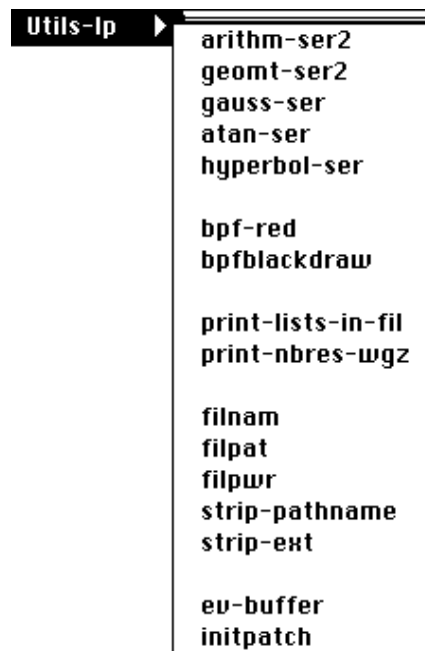 Utils-lp
arithm-ser2
geomt-ser2
gauss-ser
atan-ser
hyperbol-ser
bpf-red
bpfblackdraw
print-lists-in-fil
print-nbres-wgz
filnam
filpat
filpwr
strip-pathname
strip-ext
ev-buffer
initpatch